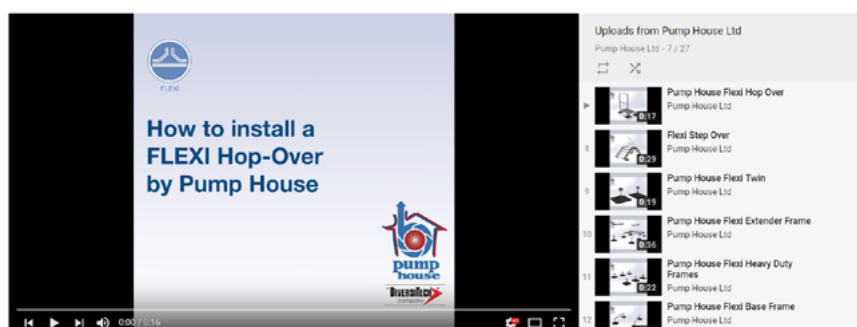 FLEXI
How to install a
FLEXI Hop-Over
by Pump House
pump
house
DIVERSITECH
company
0:00 / 0:16
Uploads from Pump House Ltd
Pump House Ltd - 7 / 27
Pump House Flexi Hop Over
Pump House Ltd
0:17
8
Flexi Step Over
Pump House Ltd
0:29
9
Pump House Flexi Twin
Pump House Ltd
0:19
10
Pump House Flexi Extender Frame
Pump House Ltd
0:36
11
Pump House Flexi Heavy Duty
Frames
Pump House Ltd
0:22
12
Pump House Flexi Base Frame
Pump House Ltd